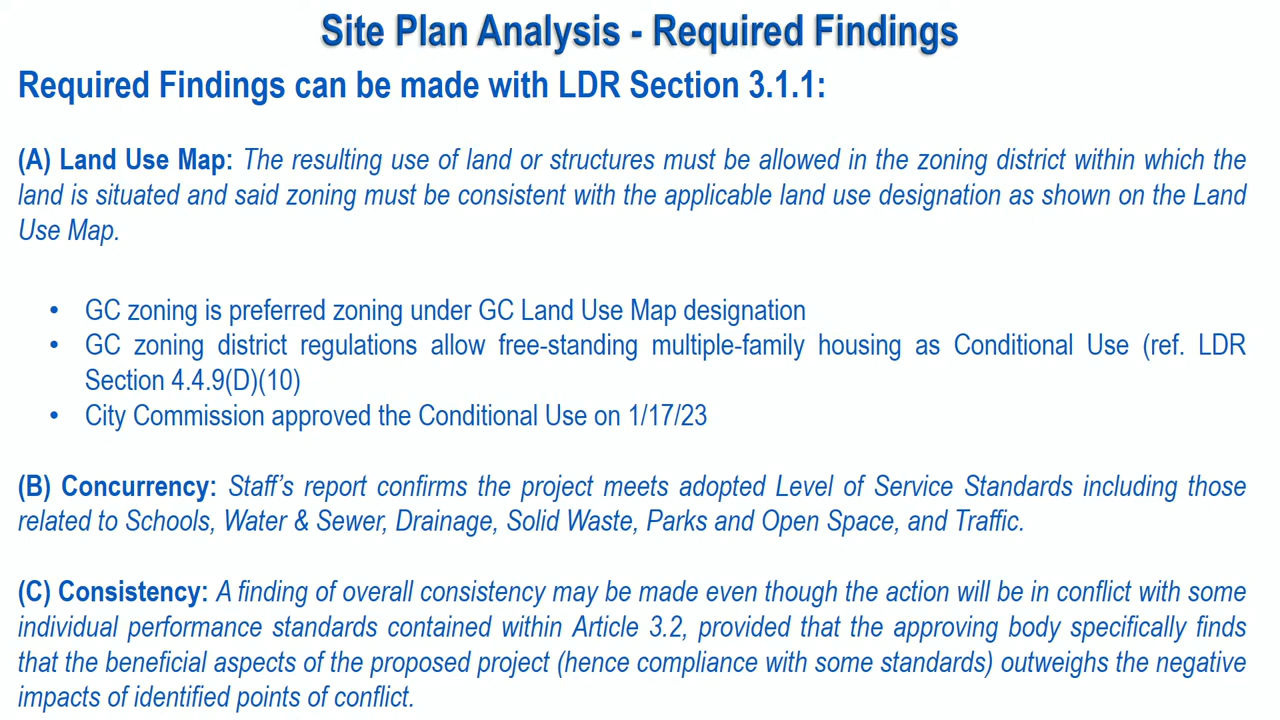 Site Plan Analysis - Required Findings
Required Findings can be made with LDR Section 3.1.1:
(A) Land Use Map: The resulting use of land or structures must be allowed in the zoning district within which the
land is situated and said zoning must be consistent with the applicable land use designation as shown on the Land
Use Map.
• GC zoning is preferred zoning under GC Land Use Map designation
• GC zoning district regulations allow free-standing multiple-family housing as Conditional Use (ref. LDR
Section 4.4.9(D)(10)
• City Commission approved the Conditional Use on 1/17/23
(B) Concurrency: Staff’s report confirms the project meets adopted Level of Service Standards including those
related to Schools, Water & Sewer, Drainage, Solid Waste, Parks and Open Space, and Traffic.
(C) Consistency: A finding of overall consistency may be made even though the action will be in conflict with some
individual performance standards contained within Article 3.2, provided that the approving body specifically finds
that the beneficial aspects of the proposed project (hence compliance with some standards) outweighs the negative
impacts of identified points of conflict.